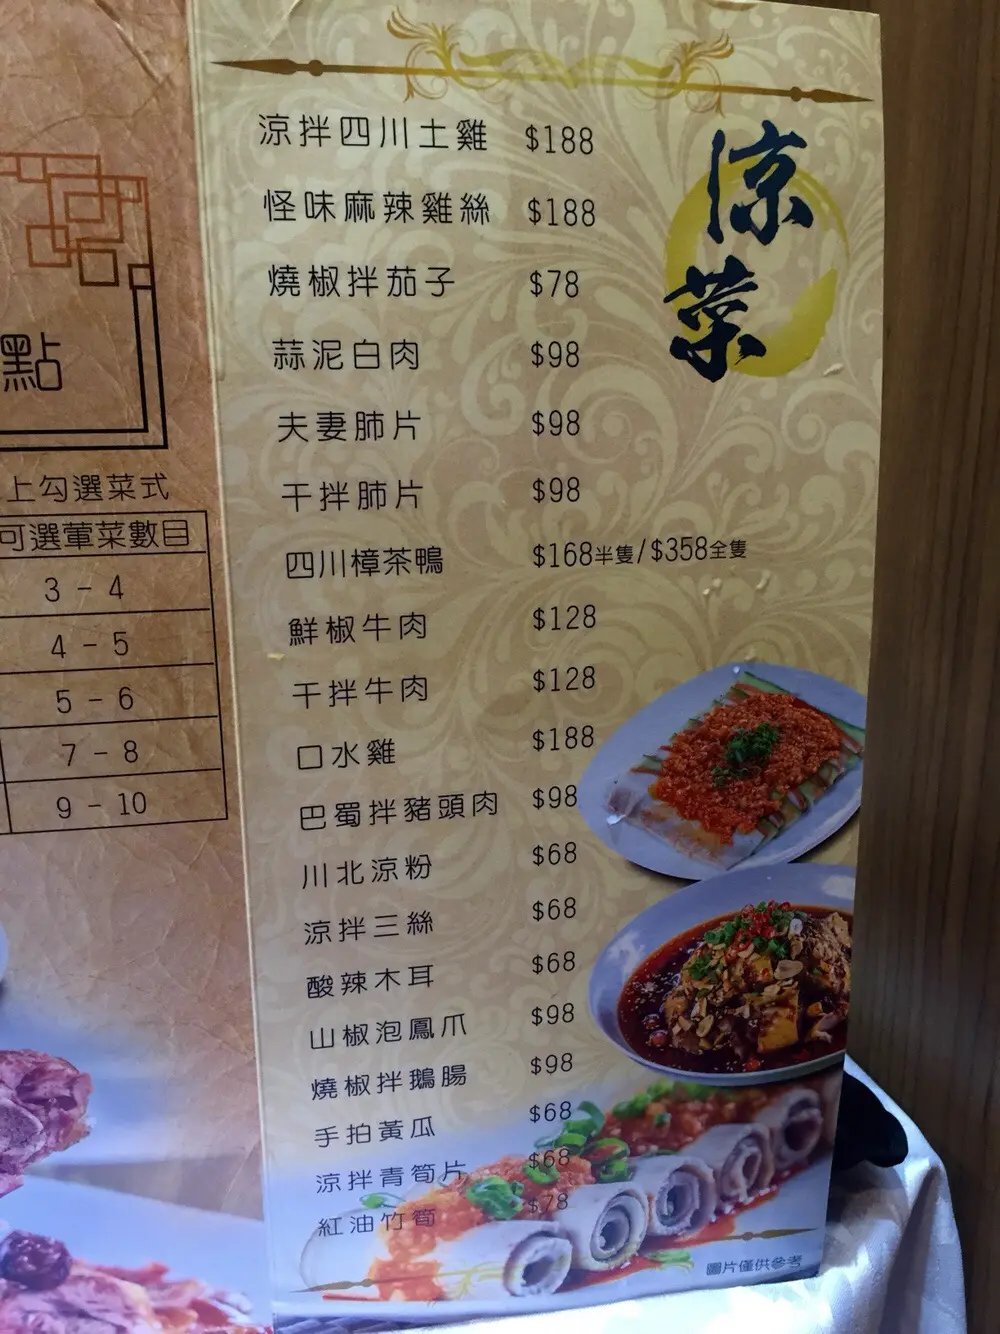 點
上勾選菜式
可選葷菜數目
3 - 4
4 - 5
5 - 6
7 - 8
9 - 10
涼菜
涼拌四川土雞 $188
怪味麻辣雞絲 $188
燒椒拌茄子 $78
蒜泥白肉 $98
夫妻肺片 $98
干拌肺片 $98
四川樟茶鴨 $168半隻/$358全隻
鮮椒牛肉 $128
干拌牛肉 $128
口水雞 $188
巴蜀拌豬頭肉 $98
川北涼粉 $68
涼拌三絲 $68
酸辣木耳 $68
山椒泡鳳爪 $98
燒椒拌鵝腸 $98
手拍黃瓜 $68
涼拌青筍片 $68
紅油竹筍 $78
圖片僅供參考